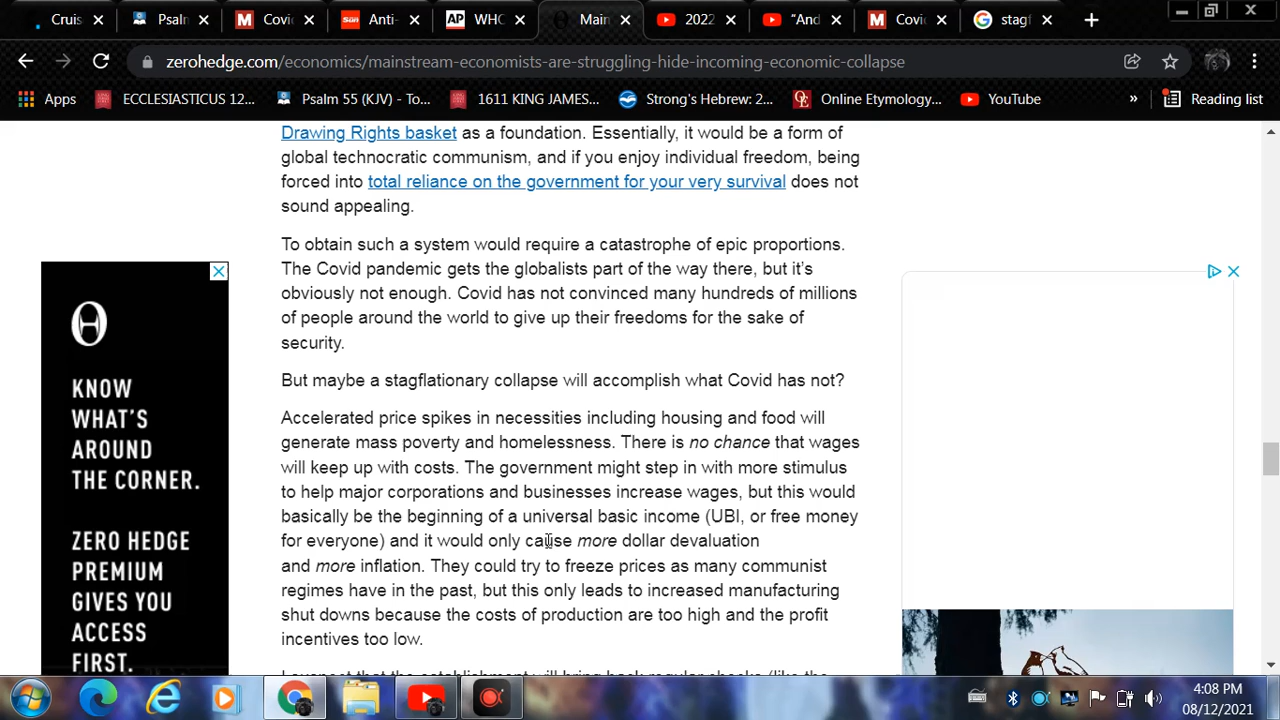 Cruis
Psaln
Covid
Anti-
WHC
Main
2022
"And
Covid
stagf
zerohedge.com/economics/mainstream-economists-are-struggling-hide-incoming-economic-collapse
Apps
ECCLESIASTICUS 12...
Psalm 55 (KJV) - To...
1611 KING JAMES...
Strong's Hebrew: 2...
Online Etymology...
YouTube
»
Reading list
Drawing Rights basket as a foundation. Essentially, it would be a form of
global technocratic communism, and if you enjoy individual freedom, being
forced into total reliance on the government for your very survival does not
sound appealing.
To obtain such a system would require a catastrophe of epic proportions.
The Covid pandemic gets the globalists part of the way there, but it's
obviously not enough. Covid has not convinced many hundreds of millions
of people around the world to give up their freedoms for the sake of
security.
But maybe a stagflationary collapse will accomplish what Covid has not?
Accelerated price spikes in necessities including housing and food will
generate mass poverty and homelessness. There is no chance that wages
will keep up with costs. The government might step in with more stimulus
to help major corporations and businesses increase wages, but this would
basically be the beginning of a universal basic income (UBI, or free money
for everyone) and it would only cause more dollar devaluation
and more inflation. They could try to freeze prices as many communist
regimes have in the past, but this only leads to increased manufacturing
shut downs because the costs of production are too high and the profit
incentives too low.
KNOW
WHAT'S
AROUND
THE CORNER.
ZERO HEDGE
PREMIUM
GIVES YOU
ACCESS
FIRST.
4:08 PM
08/12/2021